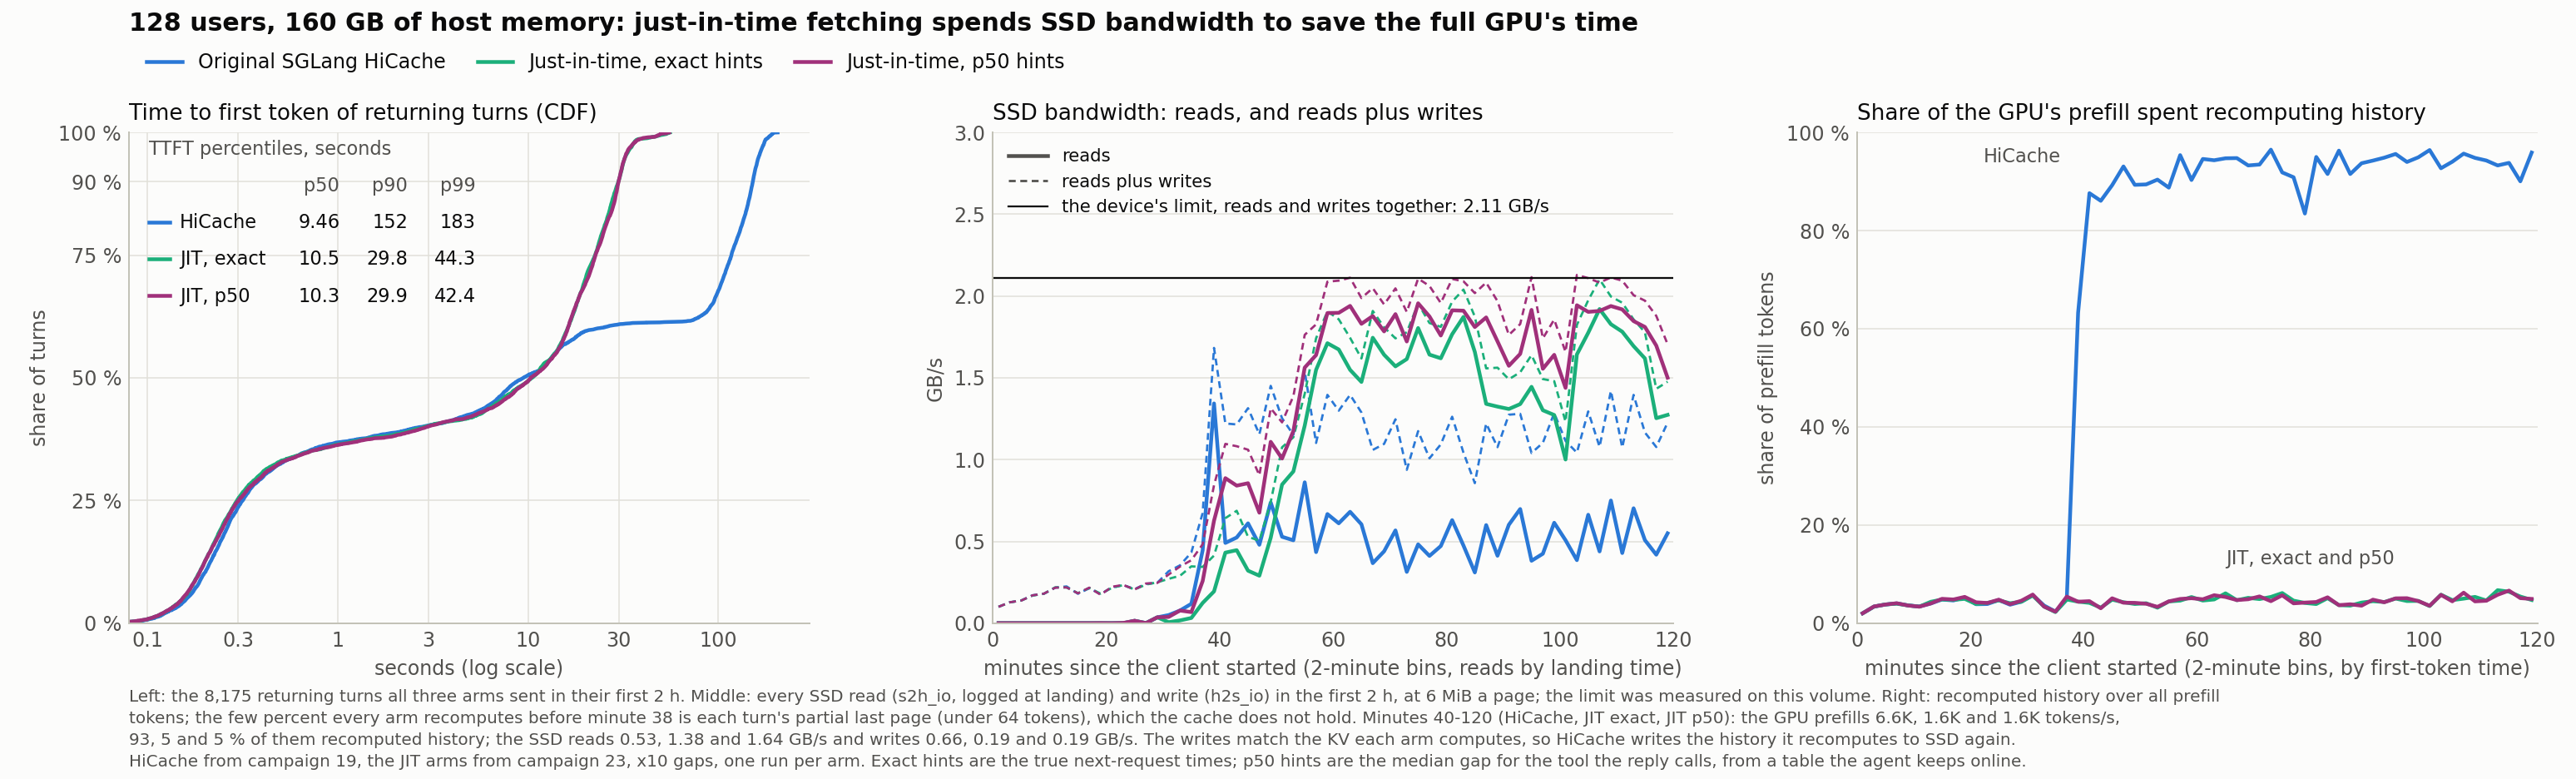 128 users, 160 GB of host memory: just-in-time fetching spends SSD bandwidth to save the full GPU's time
Original SGLang HiCache
Just-in-time, exact hints
Just-in-time, p50 hints
Time to first token of returning turns (CDF)
100 %
90 %
75 %
50 %
25 %
0 %
share of turns
TTFT percentiles, seconds
p50 p90 p99
HiCache 9.46 152 183
JIT, exact 10.5 29.8 44.3
JIT, p50 10.3 29.9 42.4
0.1 0.3 1 3 10 30 100
seconds (log scale)
SSD bandwidth: reads, and reads plus writes
3.0
2.5
2.0
1.5
1.0
0.5
0.0
GB/s
reads
reads plus writes
the device's limit, reads and writes together: 2.11 GB/s
0 20 40 60 80 100 120
minutes since the client started (2-minute bins, reads by landing time)
Share of the GPU's prefill spent recomputing history
100 %
80 %
60 %
40 %
20 %
0 %
share of prefill tokens
HiCache
JIT, exact and p50
0 20 40 60 80 100 120
minutes since the client started (2-minute bins, by first-token time)
Left: the 8,175 returning turns all three arms sent in their first 2 h. Middle: every SSD read (s2h_io, logged at landing) and write (h2s_io) in the first 2 h, at 6 MiB a page; the limit was measured on this volume. Right: recomputed history over all prefill
tokens; the few percent every arm recomputes before minute 38 is each turn's partial last page (under 64 tokens), which the cache does not hold. Minutes 40-120 (HiCache, JIT exact, JIT p50): the GPU prefills 6.6K, 1.6K and 1.6K tokens/s,
93, 5 and 5 % of them recomputed history; the SSD reads 0.53, 1.38 and 1.64 GB/s and writes 0.66, 0.19 and 0.19 GB/s. The writes match the KV each arm computes, so HiCache writes the history it recomputes to SSD again.
HiCache from campaign 19, the JIT arms from campaign 23, x10 gaps, one run per arm. Exact hints are the true next-request times; p50 hints are the median gap for the tool the reply calls, from a table the agent keeps online.